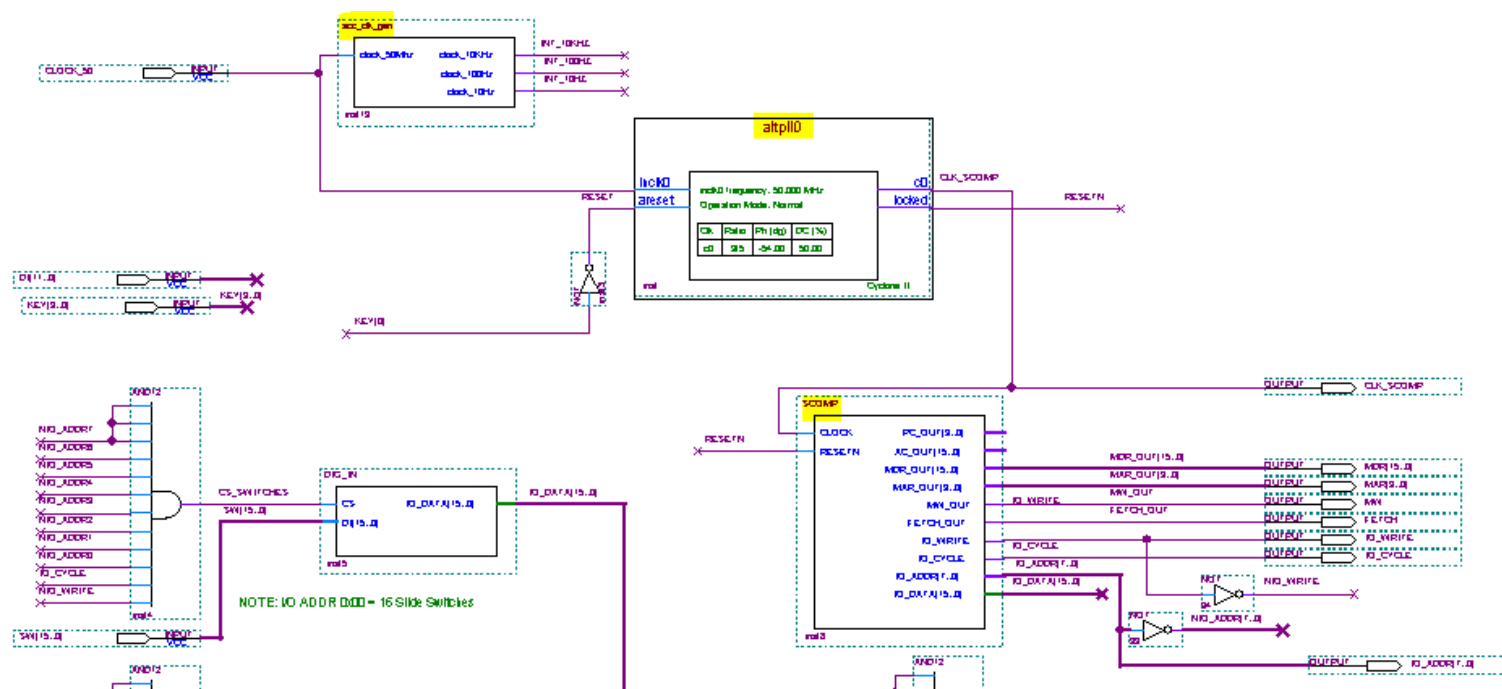 acc_clk_gen
clock_50Mhz
clock_10KHz
clock_100Hz
clock_10Hz
INT_10KHz
INT_100Hz
INT_10Hz
CLOCK_50
INPUT
VCC
altpll0
inclk0
areset
inclk0 frequency: 50.000 MHz
Operation Mode: Normal
Clk Ratio Ph (dg) DC (%)
c0 -54.00 50.00
c0
locked
Cyclone II
CLK_SCOMP
RESET
RESETN
NOT
INPUT
VCC
KEY[3..0]
INPUT
VCC
KEY[3..0]
KEY[0]
AND12
NIO_ADDR7
NIO_ADDR6
NIO_ADDR5
NIO_ADDR4
NIO_ADDR3
NIO_ADDR2
NIO_ADDR1
NIO_ADDR0
IO_CYCLE
NIO_WRITE
inst4
CS_SWITCHES
SW[15..0]
DIG_IN
CS
DI[15..0]
IO_DATA[15..0]
inst5
IO_DATA[15..0]
NOTE: I/O ADDR 0x00 = 16 Slide Switches
SW[15..0]
INPUT
VCC
AND12
SCOMP
CLOCK
RESETN
PC_OUT[9..0]
AC_OUT[15..0]
MDR_OUT[15..0]
MAR_OUT[9..0]
MW_OUT
FETCH_OUT
IO_WRITE
IO_CYCLE
IO_ADDR[7..0]
IO_DATA[15..0]
RESETN
MDR_OUT[15..0]
MAR_OUT[9..0]
MW_OUT
FETCH_OUT
IO_WRITE
IO_CYCLE
IO_ADDR[7..0]
IO_DATA[15..0]
OUTPUT CLK_SCOMP
OUTPUT MDR[15..0]
OUTPUT MAR[9..0]
OUTPUT MW
OUTPUT FETCH
OUTPUT IO_WRITE
OUTPUT IO_CYCLE
NOT
NIO_WRITE
NOT
NIO_ADDR[7..0]
OUTPUT IO_ADDR[7..0]
AND12